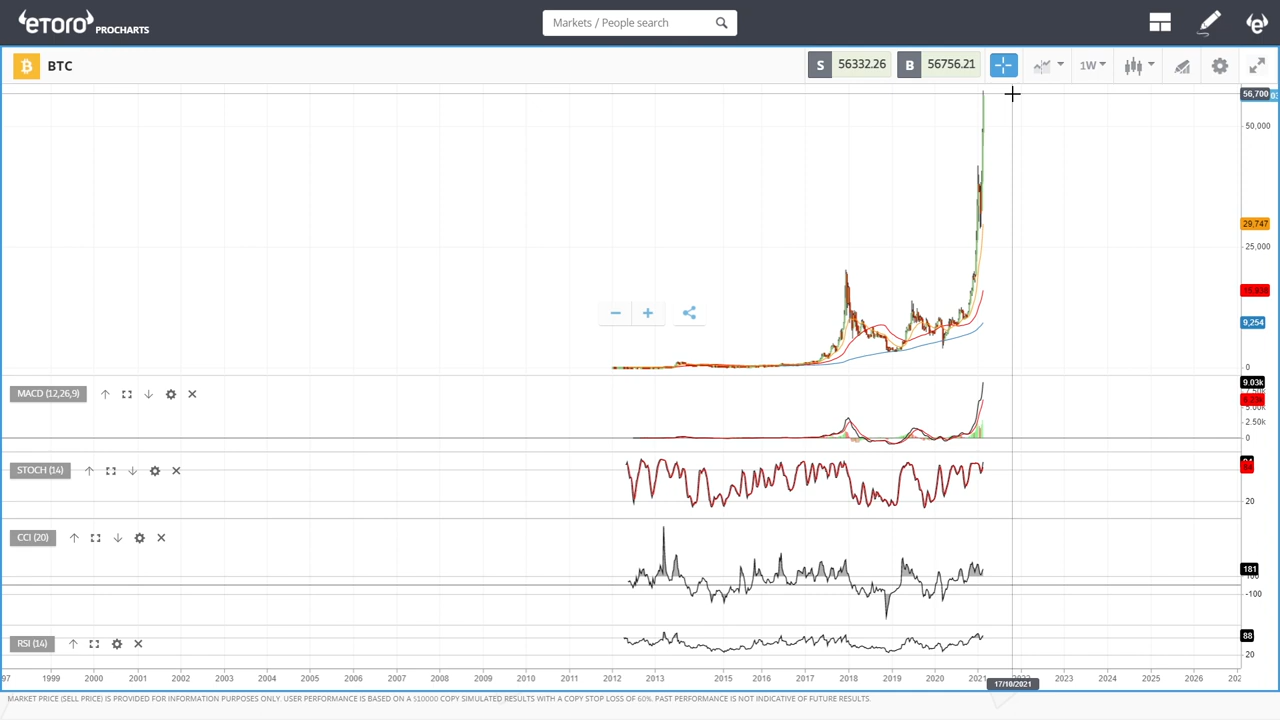 eToro PROCHARTS
Markets / People search
BTC
S 56332.26 B 56756.21
1W
56,700
50,000
29,747
25,000
9,254
0
MACD (12,26,9)
9.03k
5.00k
2.50k
0
STOCH (14)
84
20
CCI (20)
181
-100
RSI (14)
88
20
1999 2000 2001 2002 2003 2004 2005 2006 2007 2008 2009 2010 2011 2012 2013 2015 2016 2017 2018 2019 2020 2021 2022 2023 2024 2025 2026
17/10/2021
MARKET PRICE (SELL PRICE) IS PROVIDED FOR INFORMATION PURPOSES ONLY. USER PERFORMANCE IS BASED ON A $10000 COPY SIMULATED RESULTS WITH A COPY STOP LOSS OF 60%. PAST PERFORMANCE IS NOT INDICATIVE OF FUTURE RESULTS.